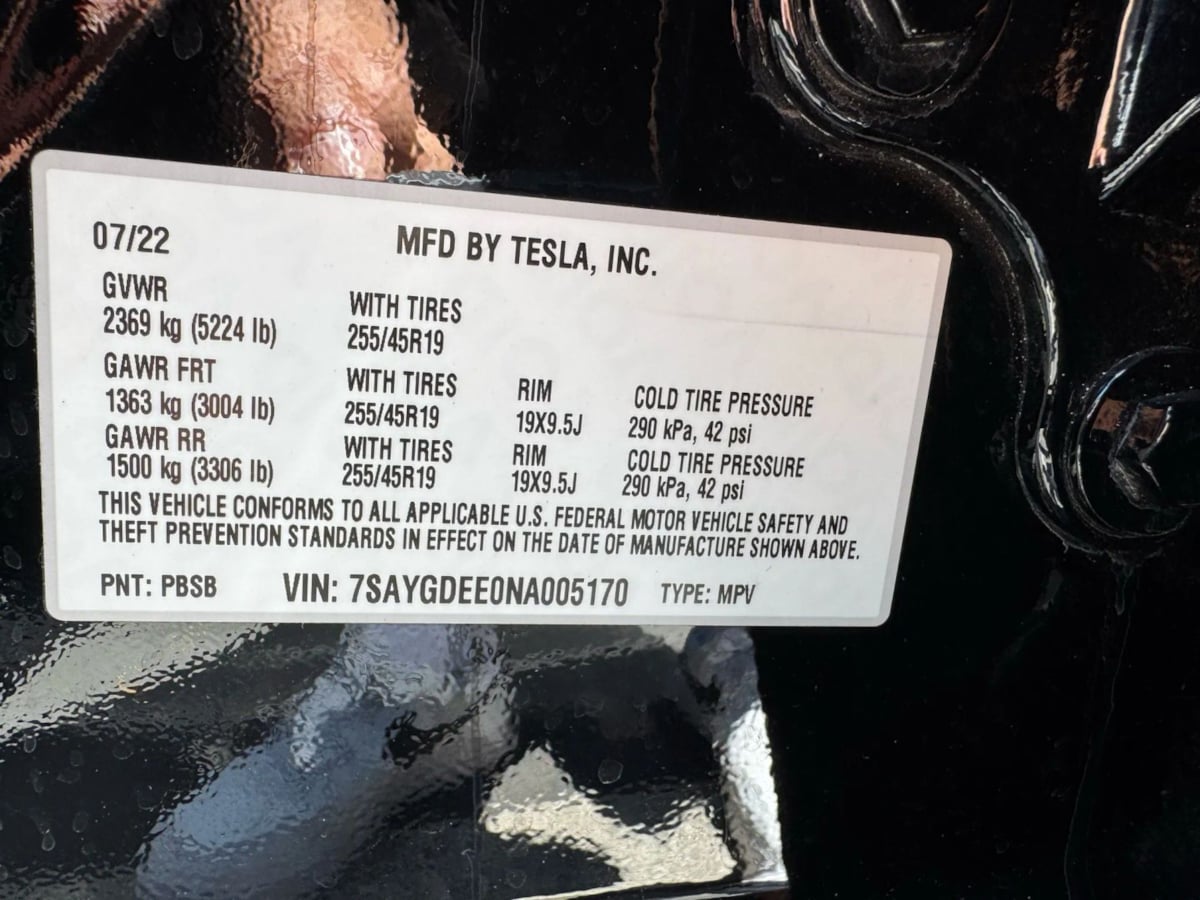 07/22 MFD BY TESLA, INC.
GVWR WITH TIRES
2369 kg (5224 lb) 255/45R19
GAWR FRT WITH TIRES RIM COLD TIRE PRESSURE
1363 kg (3004 lb) 255/45R19 19X9.5J 290 kPa, 42 psi
GAWR RR WITH TIRES RIM COLD TIRE PRESSURE
1500 kg (3306 lb) 255/45R19 19X9.5J 290 kPa, 42 psi
THIS VEHICLE CONFORMS TO ALL APPLICABLE U.S. FEDERAL MOTOR VEHICLE SAFETY AND
THEFT PREVENTION STANDARDS IN EFFECT ON THE DATE OF MANUFACTURE SHOWN ABOVE.
PNT: PBSB VIN: 7SAYGDEE0NA005170 TYPE: MPV